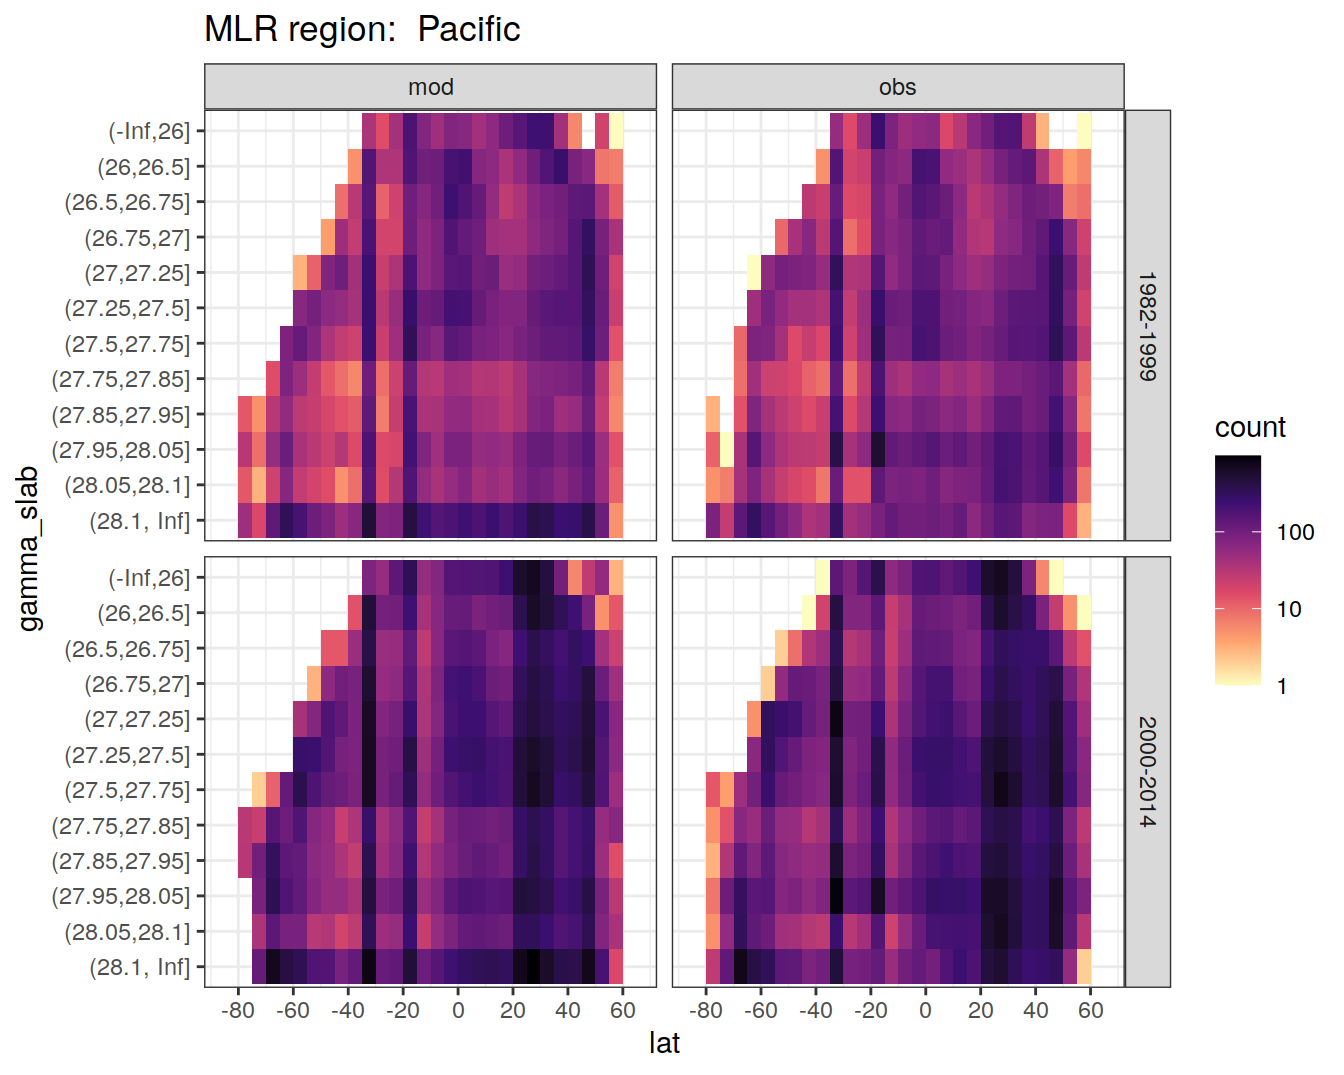 MLR region:  Pacific
mod
obs
(-Inf,26]
(26,26.5]
(26.5,26.75]
(26.75,27]
(27,27.25]
(27.25,27.5]
(27.5,27.75]
(27.75,27.85]
(27.85,27.95]
(27.95,28.05]
(28.05,28.1]
(28.1, Inf]
1982-1999
(-Inf,26]
(26,26.5]
(26.5,26.75]
(26.75,27]
(27,27.25]
(27.25,27.5]
(27.5,27.75]
(27.75,27.85]
(27.85,27.95]
(27.95,28.05]
(28.05,28.1]
(28.1, Inf]
2000-2014
gamma_slab
-80 -60 -40 -20 0 20 40 60
-80 -60 -40 -20 0 20 40 60
lat
count
100
10
1